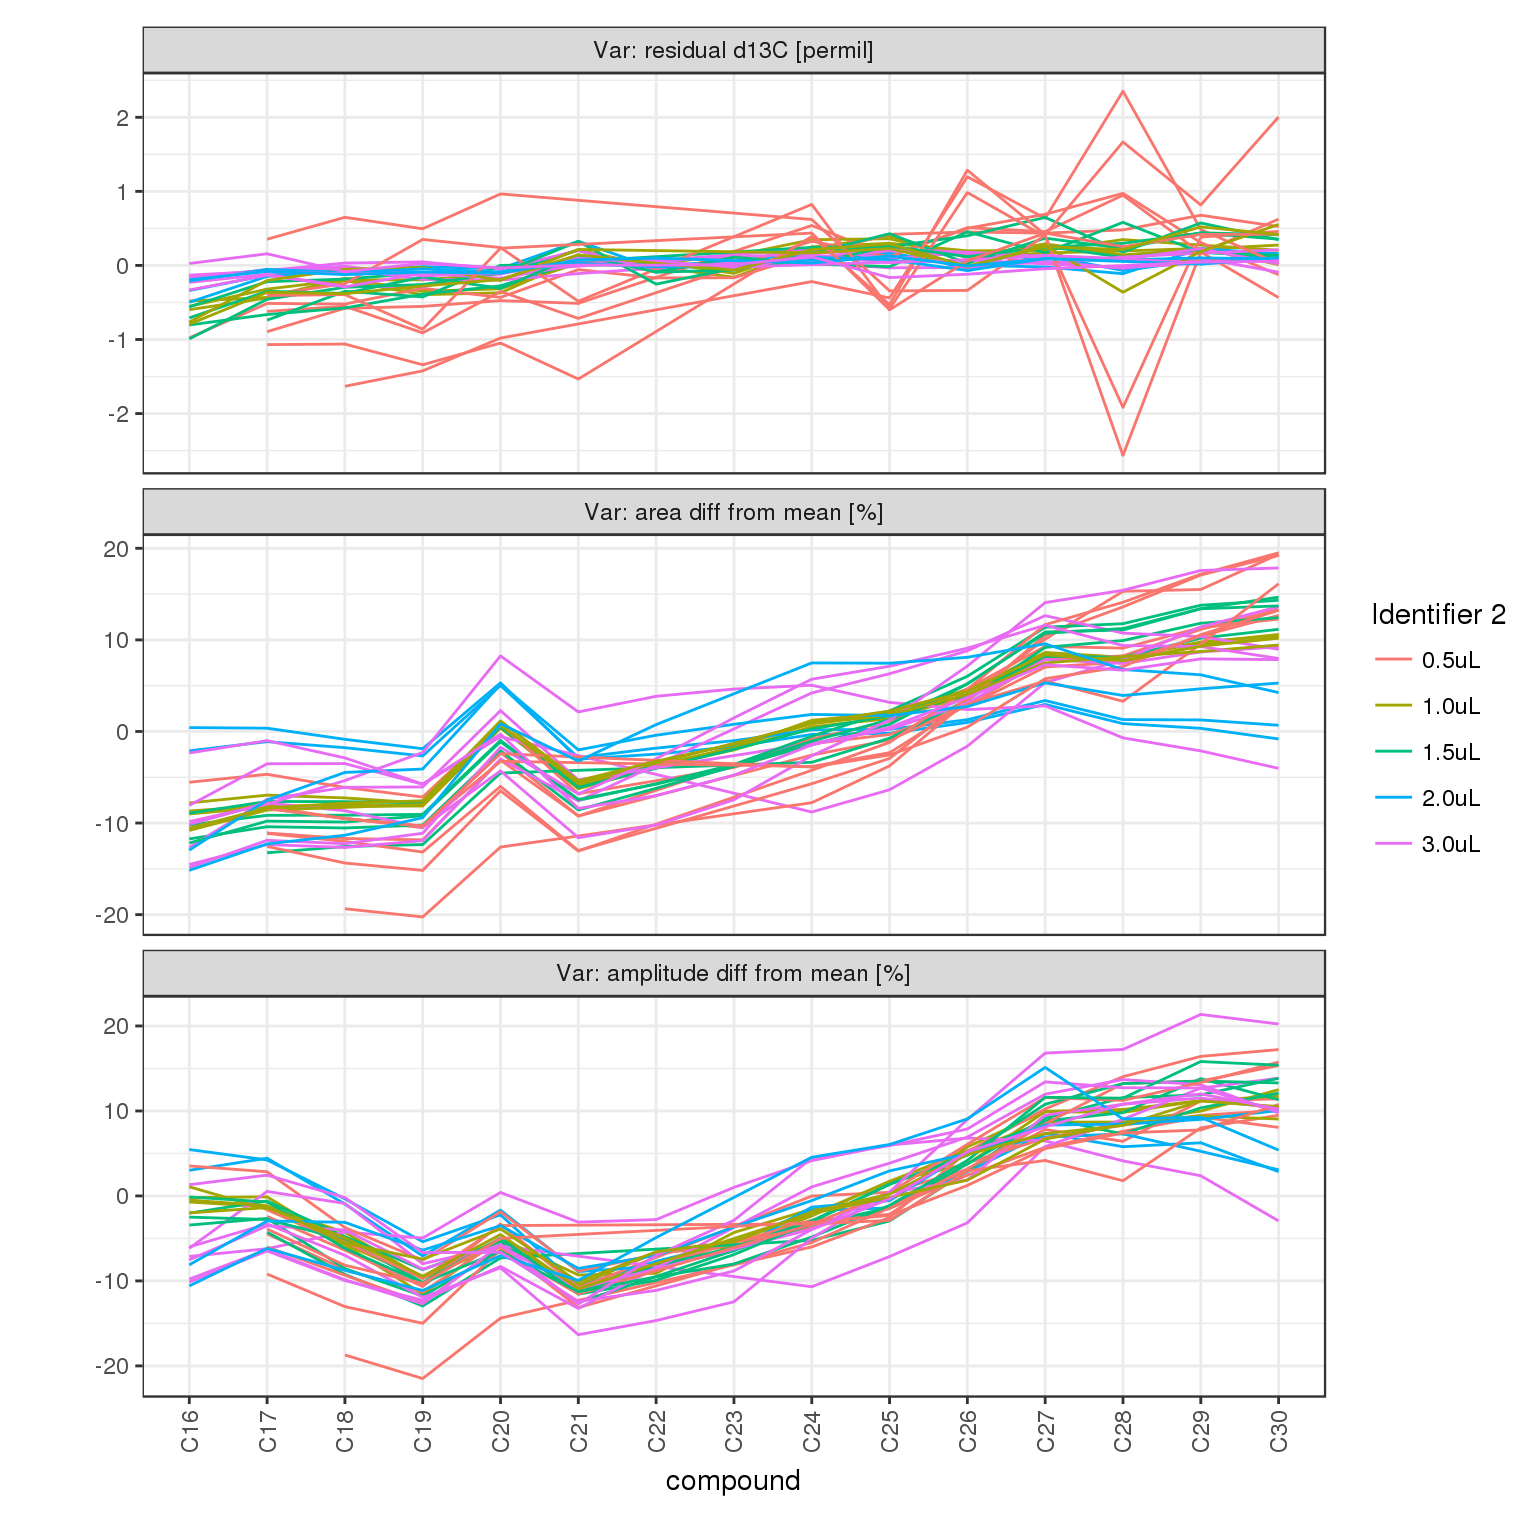 Var: residual d13C [permil]
2
1
0
-1
-2
Var: area diff from mean [%]
20
10
0
-10
-20
Var: amplitude diff from mean [%]
20
10
0
-10
-20
C16 C17 C18 C19 C20 C21 C22 C23 C24 C25 C26 C27 C28 C29 C30
compound
Identifier 2
0.5uL
1.0uL
1.5uL
2.0uL
3.0uL